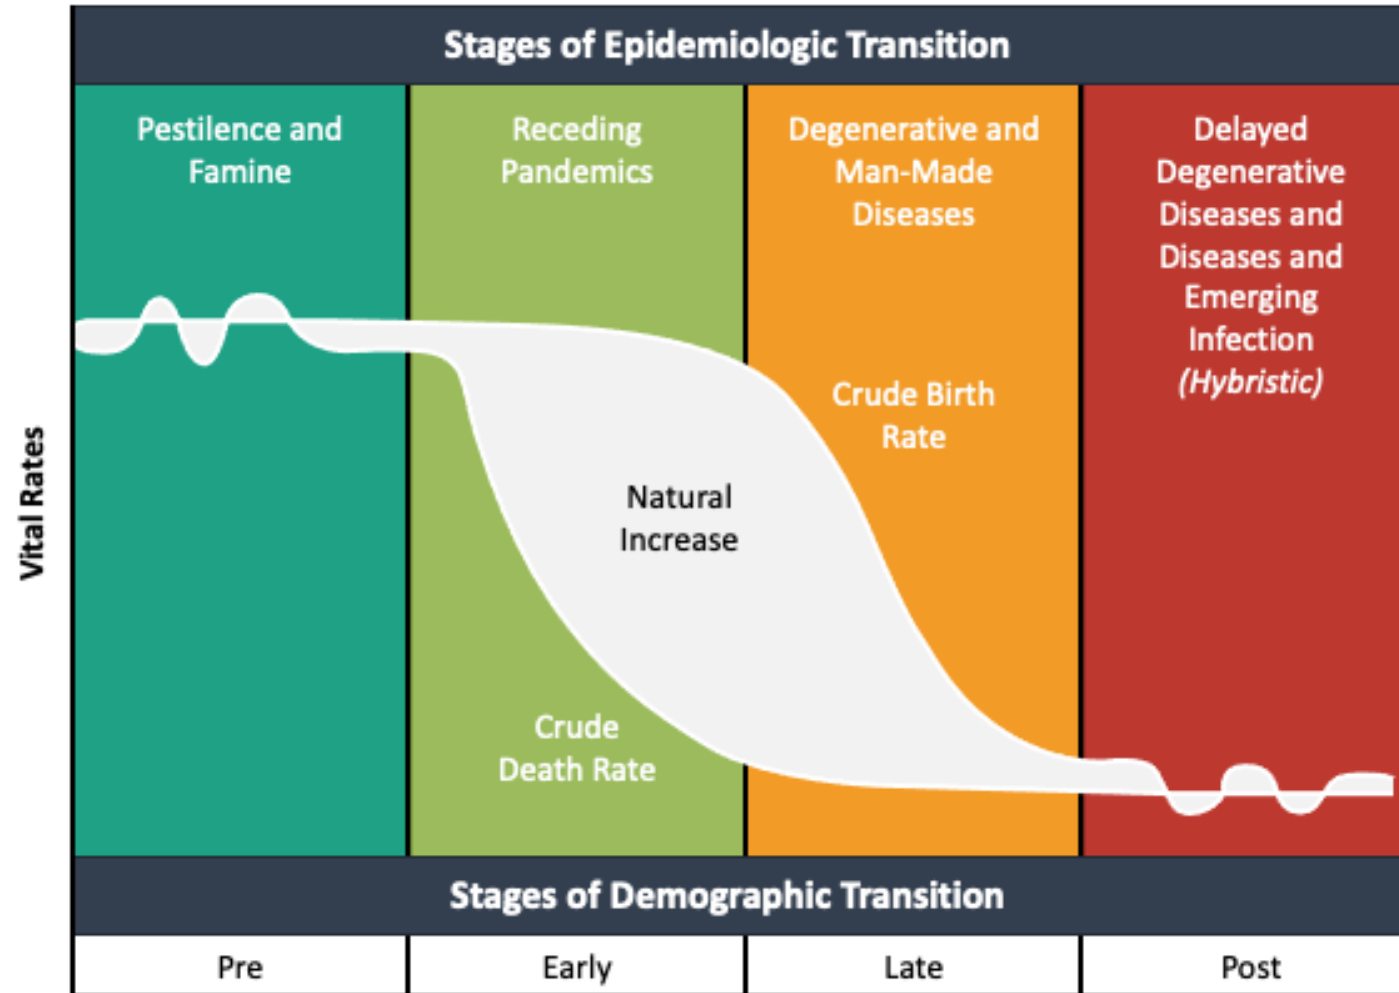 Stages of Epidemiologic Transition
Pestilence and
Famine
Receding
Pandemics
Degenerative and
Man-Made
Diseases
Delayed
Degenerative
Diseases and
Diseases and
Emerging
Infection
(Hybristic)
Crude Birth
Rate
Natural
Increase
Vital Rates
Crude
Death Rate
Stages of Demographic Transition
Pre
Early
Late
Post